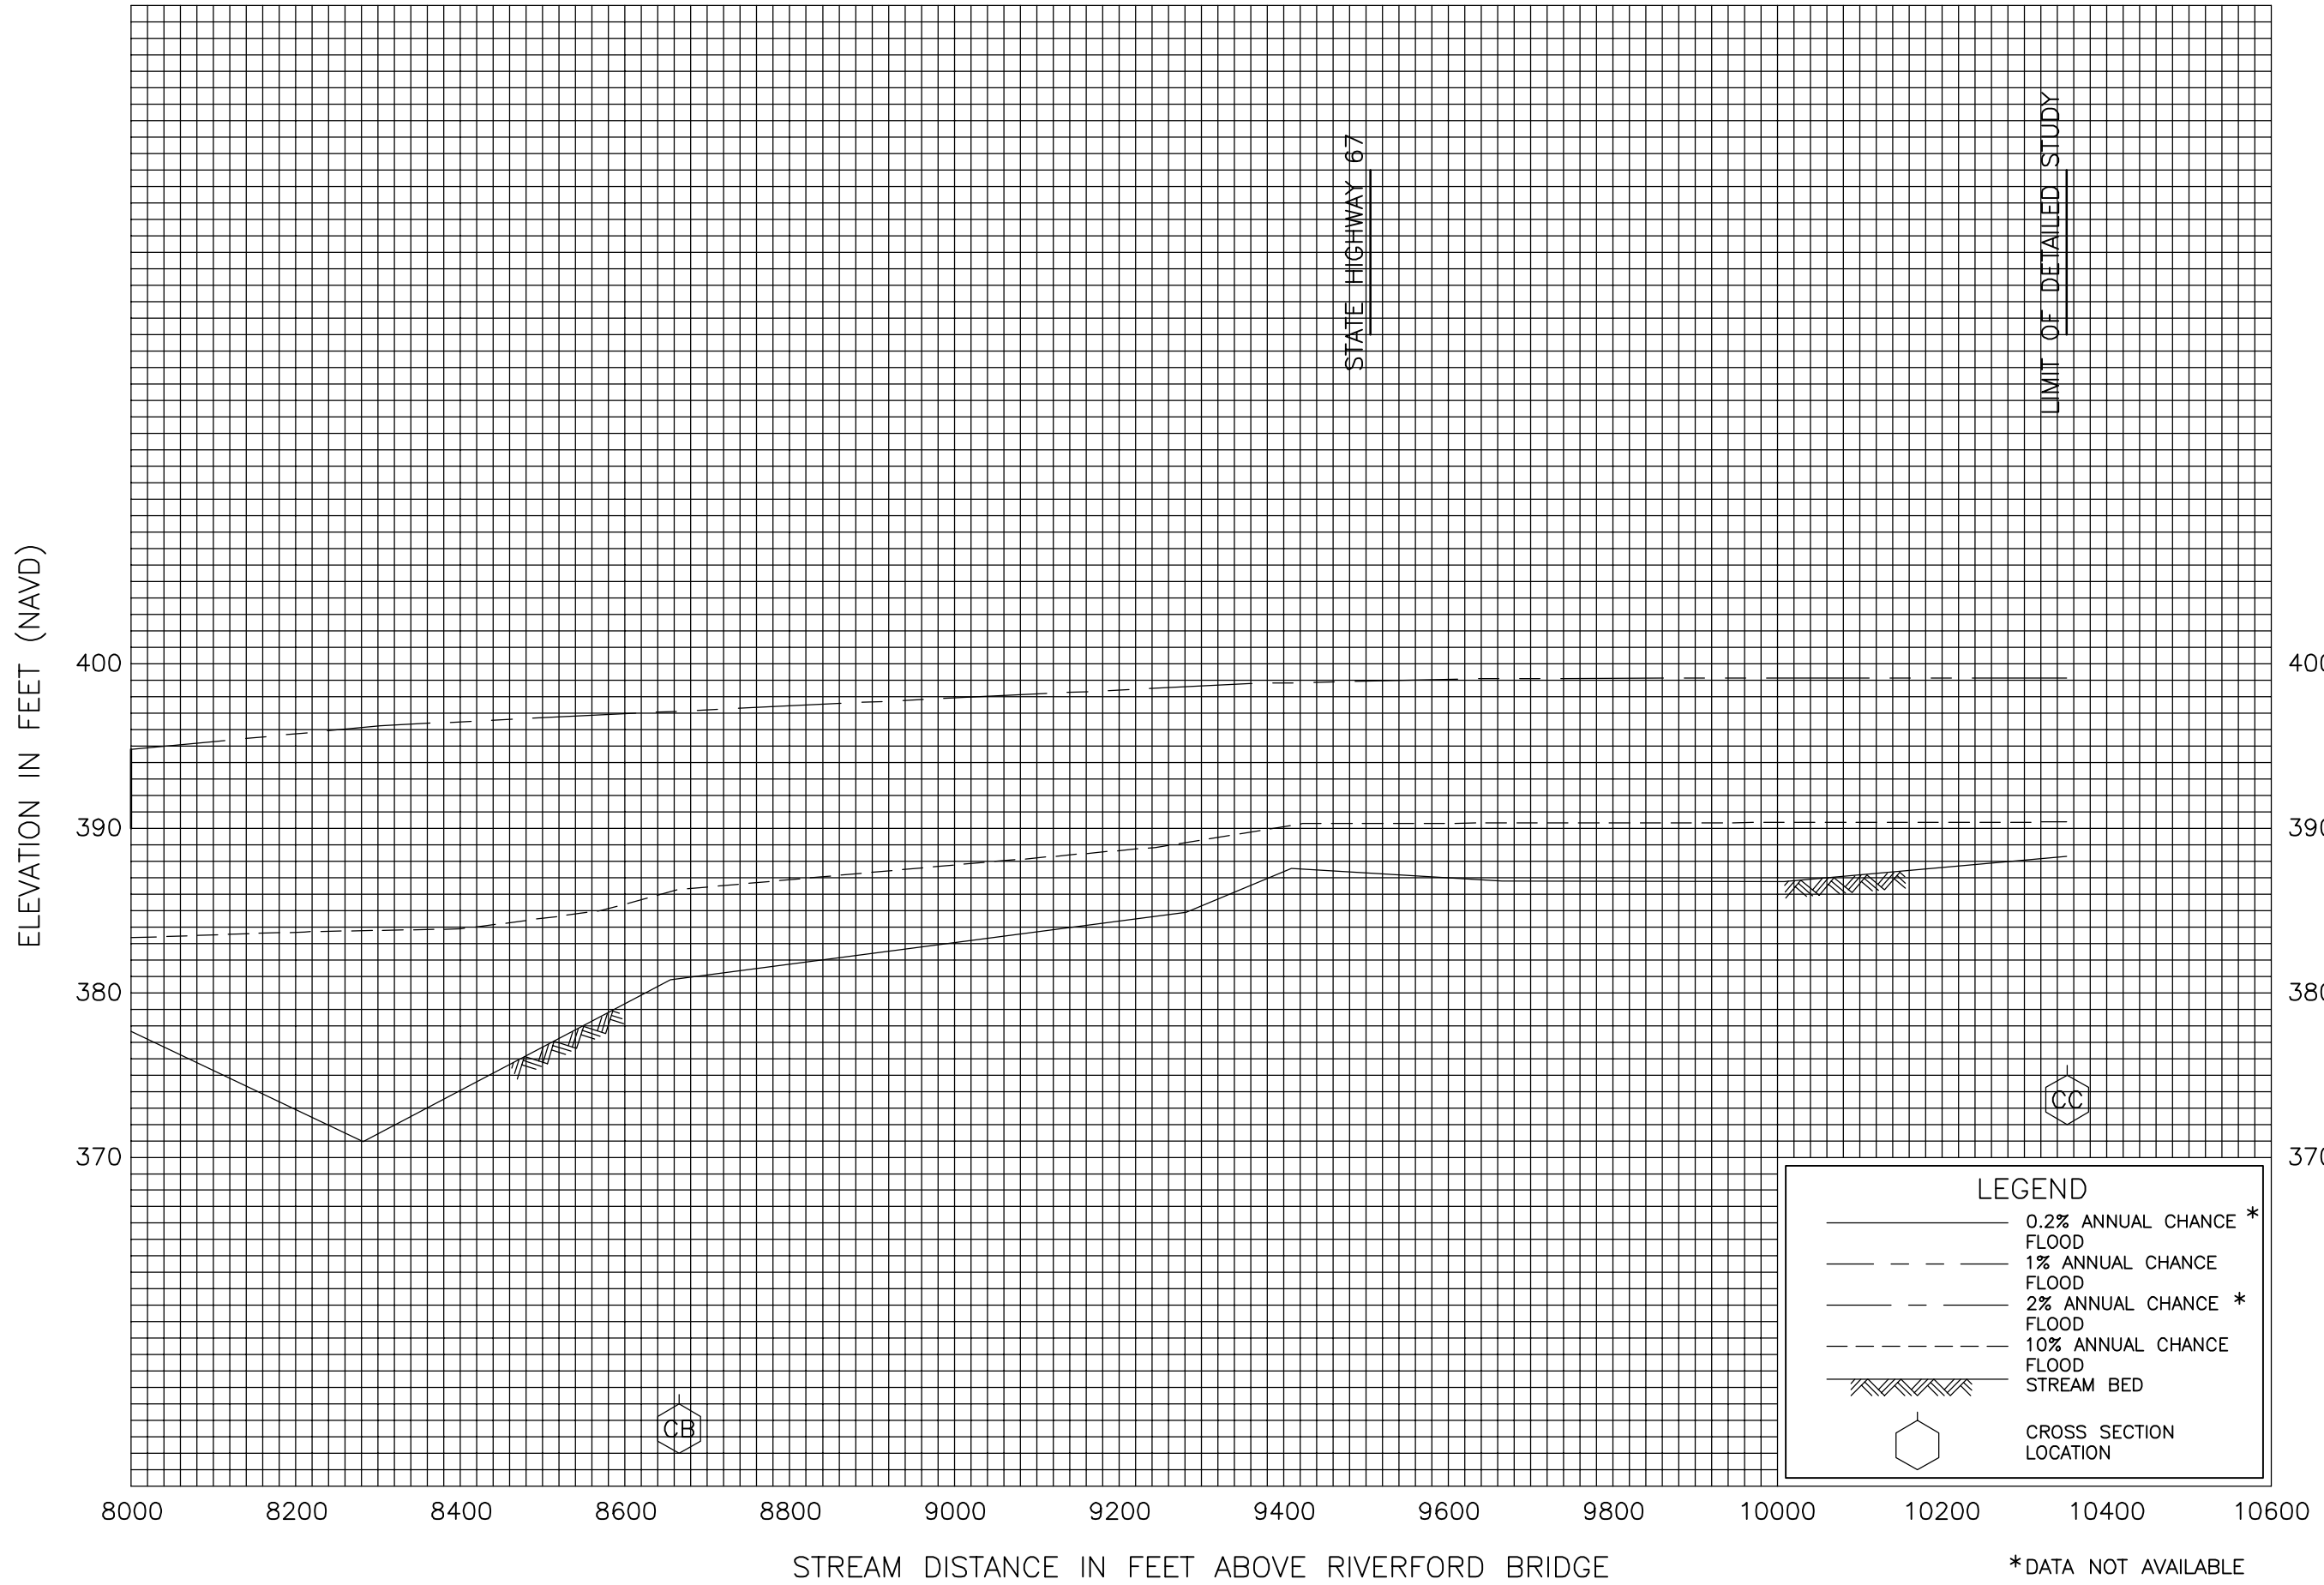 STATE HIGHWAY 67
LIMIT OF DETAILED STUDY
ELEVATION IN FEET (NAVD)
400
390
380
370
400
390
380
370
CC
CB
LEGEND
0.2% ANNUAL CHANCE *
FLOOD
1% ANNUAL CHANCE
FLOOD
2% ANNUAL CHANCE *
FLOOD
10% ANNUAL CHANCE
FLOOD
STREAM BED
CROSS SECTION
LOCATION
8000 8200 8400 8600 8800 9000 9200 9400 9600 9800 10000 10200 10400 10600
STREAM DISTANCE IN FEET ABOVE RIVERFORD BRIDGE
*DATA NOT AVAILABLE